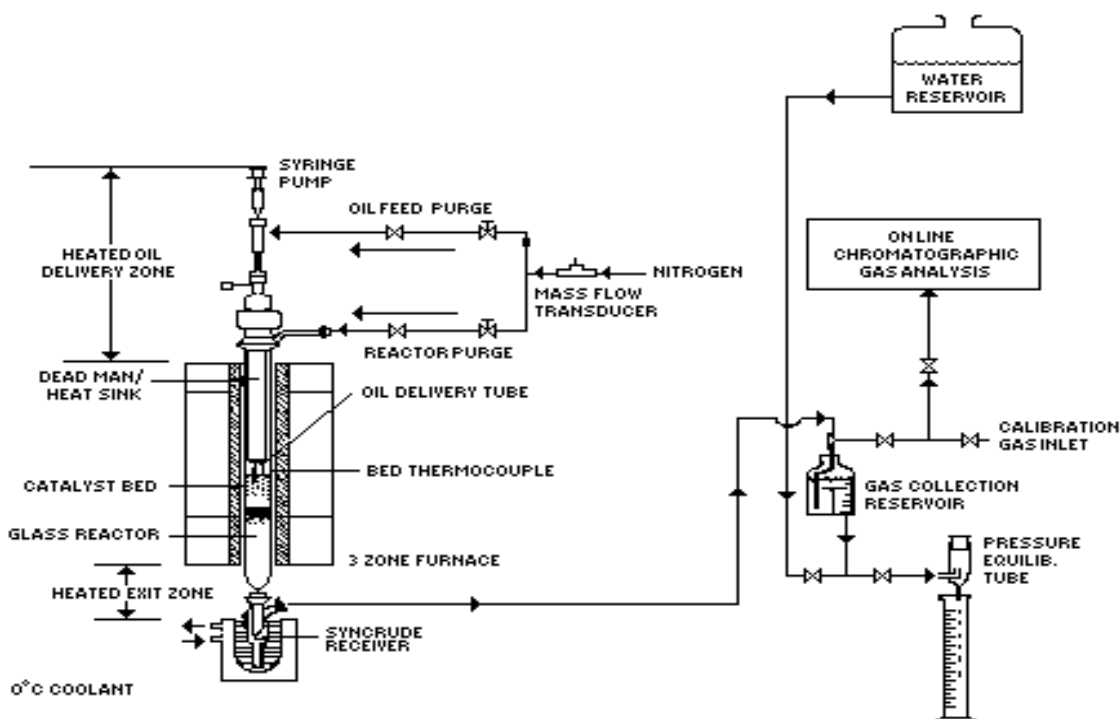 WATER
RESERVOIR
SYRINGE
PUMP
OIL FEED PURGE
HEATED OIL
DELIVERY ZONE
NITROGEN
MASS FLOW
TRANSDUCER
ON LINE
CHROMATOGRAPHIC
GAS ANALYSIS
REACTOR PURGE
DEAD MAN/
HEAT SINK
OIL DELIVERY TUBE
CALIBRATION
GAS INLET
BED THERMOCOUPLE
CATALYST BED
GAS COLLECTION
RESERVOIR
GLASS REACTOR
3 ZONE FURNACE
PRESSURE
EQUILIB.
TUBE
HEATED EXIT ZONE
SYNCRUDE
RECEIVER
0°C COOLANT